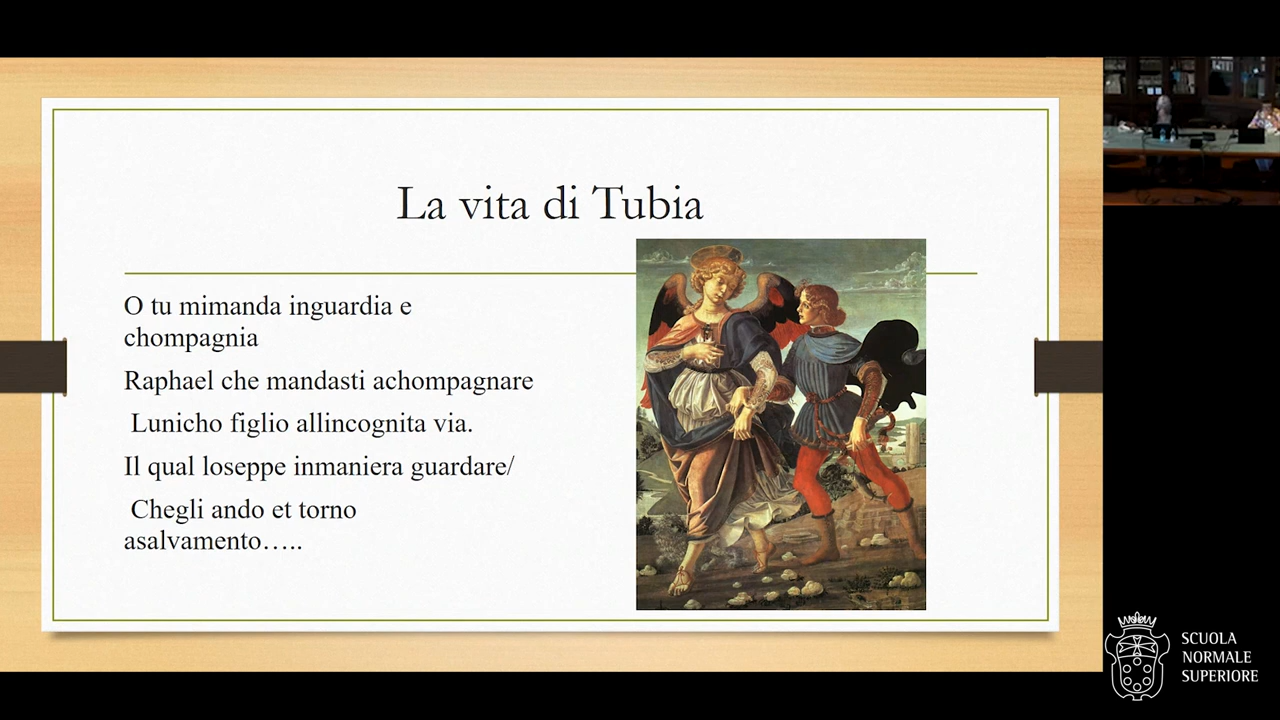 La vita di Tubia
O tu mimanda inguardia e
chompagnia
Raphael che mandasti achompagnare
Lunicho figlio allincognita via.
Il qual loseppe inmaniera guardare/
Chegli ando et torno
asalvamento…..
SCUOLA
NORMALE
SUPERIORE